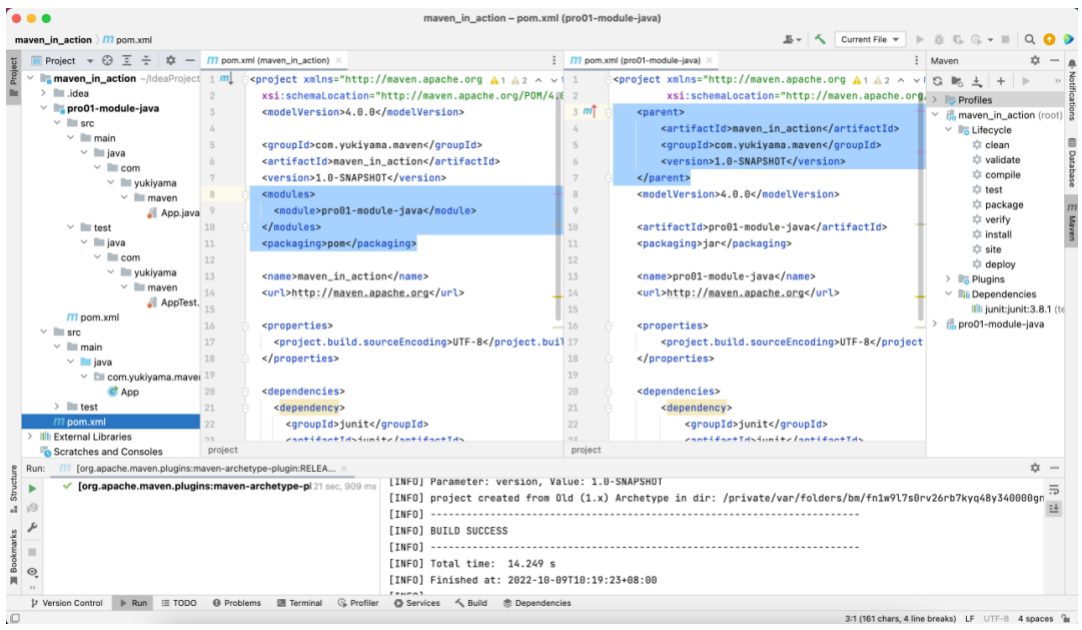 maven_in_action – pom.xml (pro01-module-java)
maven_in_action pom.xml
Current File
Project
pom.xml (maven_in_action)
pom.xml (pro01-module-java)
Maven
Project
maven_in_action ~/IdeaProject
.idea
pro01-module-java
src
main
java
com
yukiyama
maven
App.java
test
java
com
yukiyama
maven
AppTest.
pom.xml
src
main
java
com.yukiyama.mave
App
test
pom.xml
External Libraries
Scratches and Consoles
1 <project xmlns="http://maven.apache.org 1 2
2 xsi:schemaLocation="http://maven.apache.org/POM/4.0
3 <modelVersion>4.0.0</modelVersion>
4
5 <groupId>com.yukiyama.maven</groupId>
6 <artifactId>maven_in_action</artifactId>
7 <version>1.0-SNAPSHOT</version>
8 <modules>
9 <module>pro01-module-java</module>
10 </modules>
11 <packaging>pom</packaging>
12
13 <name>maven_in_action</name>
14 <url>http://maven.apache.org</url>
15
16 <properties>
17 <project.build.sourceEncoding>UTF-8</project.buil
18 </properties>
19
20 <dependencies>
21 <dependency>
22 <groupId>junit</groupId>
23 <artifactId>junit</artifactId>
project
1 <project xmlns="http://maven.apache.org 1 2
2 xsi:schemaLocation="http://maven.apache.org
3 <parent>
4 <artifactId>maven_in_action</artifactId>
5 <groupId>com.yukiyama.maven</groupId>
6 <version>1.0-SNAPSHOT</version>
7 </parent>
8 <modelVersion>4.0.0</modelVersion>
9
10 <artifactId>pro01-module-java</artifactId>
11 <packaging>jar</packaging>
12
13 <name>pro01-module-java</name>
14 <url>http://maven.apache.org</url>
15
16 <properties>
17 <project.build.sourceEncoding>UTF-8</project
18 </properties>
19
20 <dependencies>
21 <dependency>
22 <groupId>junit</groupId>
23 <artifactId>junit</artifactId>
project
Profiles
maven_in_action (root)
Lifecycle
clean
validate
compile
test
package
verify
install
site
deploy
Plugins
Dependencies
junit:junit:3.8.1 (te
pro01-module-java
Notifications
Database
Maven
Structure
Bookmarks
Run: [org.apache.maven.plugins:maven-archetype-plugin:RELEA...
[org.apache.maven.plugins:maven-archetype-pl 21 sec, 909 ms
[INFO] Parameter: version, Value: 1.0-SNAPSHOT
[INFO] project created from Old (1.x) Archetype in dir: /private/var/folders/bm/fn1w9l7s0rv26rb7kyq48y340000gn
[INFO] ------------------------------------------------------------------------
[INFO] BUILD SUCCESS
[INFO] ------------------------------------------------------------------------
[INFO] Total time: 14.249 s
[INFO] Finished at: 2022-10-09T10:19:23+08:00
Version Control Run TODO Problems Terminal Profiler Services Build Dependencies
3:1 (161 chars, 4 line breaks) LF UTF-8 4 spaces